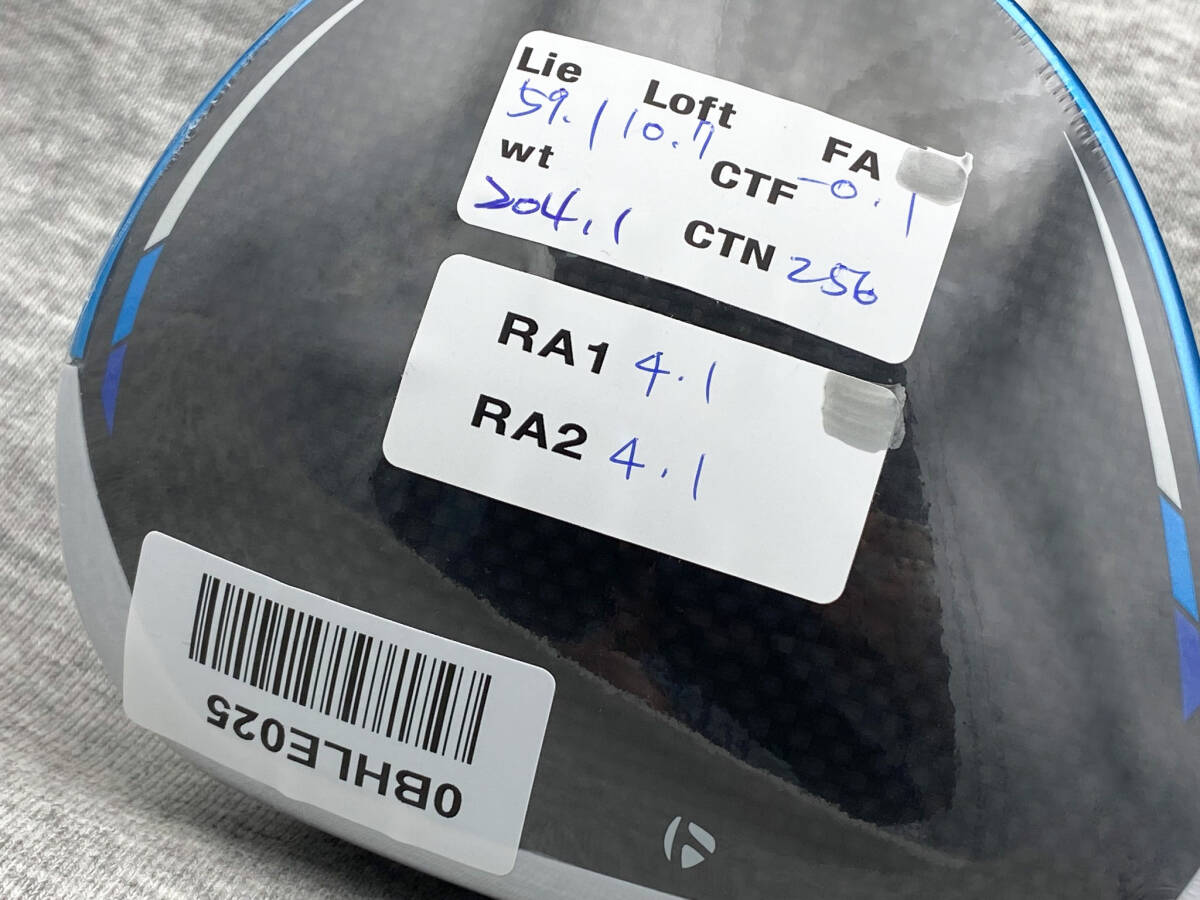 Lie Loft FA
59.1 10.7 -0.1
wt CTF
204.1 CTN 256
RA1 4.1
RA2 4.1
0BHLE025